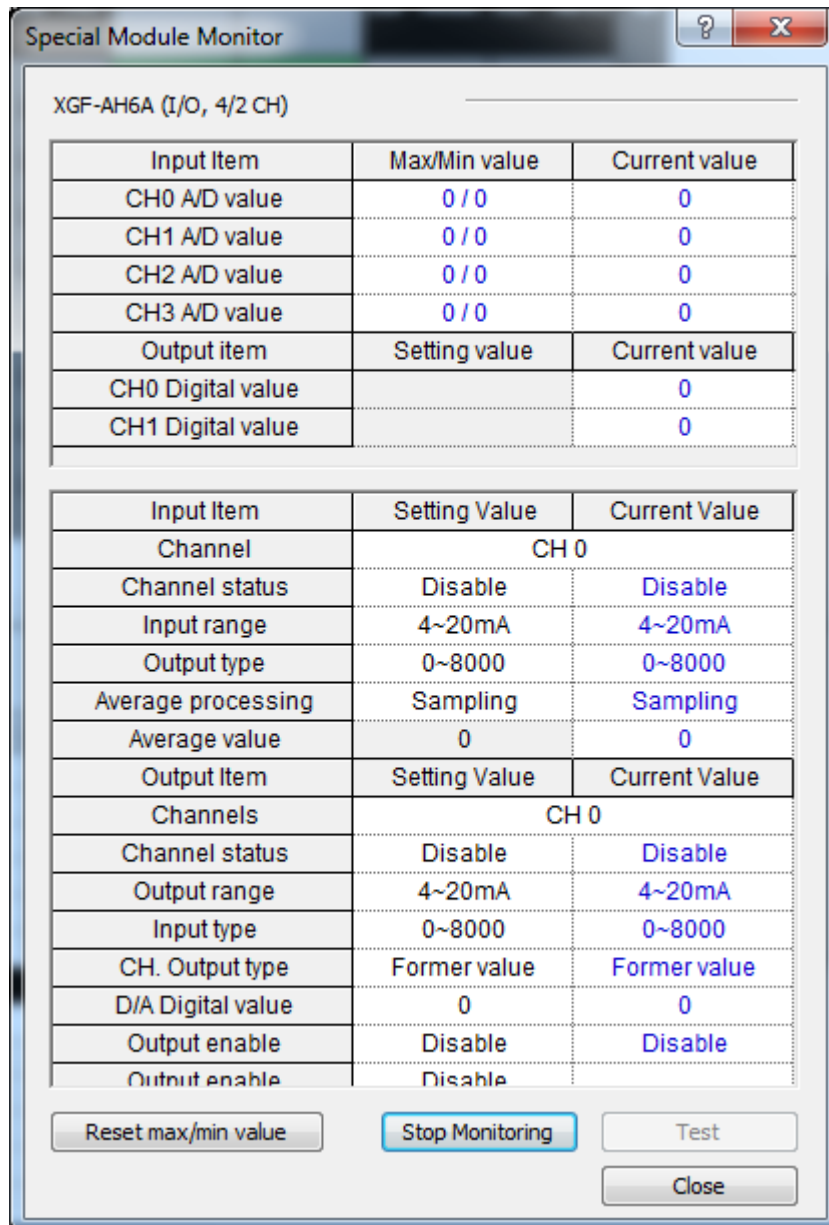 Special Module Monitor
XGF-AH6A (I/O, 4/2 CH)
Input Item Max/Min value Current value
CH0 A/D value 0 / 0 0
CH1 A/D value 0 / 0 0
CH2 A/D value 0 / 0 0
CH3 A/D value 0 / 0 0
Output item Setting value Current value
CH0 Digital value 0
CH1 Digital value 0
Input Item Setting Value Current Value
Channel CH 0
Channel status Disable Disable
Input range 4~20mA 4~20mA
Output type 0~8000 0~8000
Average processing Sampling Sampling
Average value 0 0
Output Item Setting Value Current Value
Channels CH 0
Channel status Disable Disable
Output range 4~20mA 4~20mA
Input type 0~8000 0~8000
CH. Output type Former value Former value
D/A Digital value 0 0
Output enable Disable Disable
Output enable Disable
Reset max/min value Stop Monitoring Test
Close